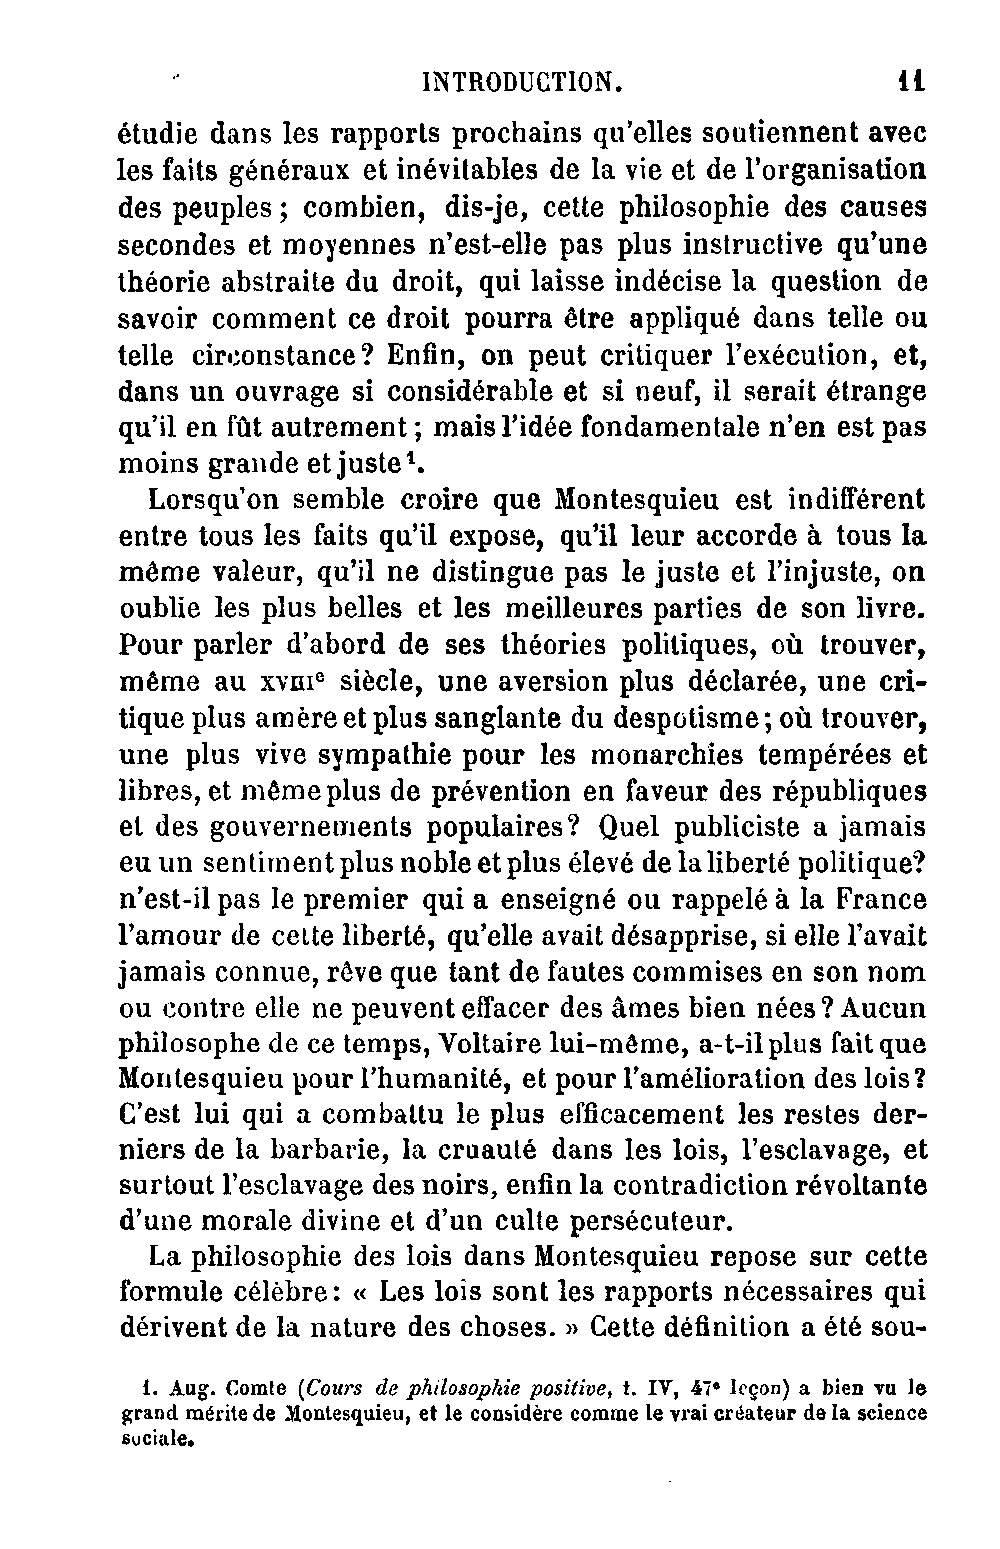 INTRODUCTION. 11
étudie dans les rapports prochains qu'elles soutiennent avec
les faits généraux et inévitables de la vie et de l'organisation
des peuples ; combien, dis-je, cette philosophie des causes
secondes et moyennes n'est-elle pas plus instructive qu'une
théorie abstraite du droit, qui laisse indécise la question de
savoir comment ce droit pourra être appliqué dans telle ou
telle circonstance? Enfin, on peut critiquer l'exécution, et,
dans un ouvrage si considérable et si neuf, il serait étrange
qu'il en fût autrement ; mais l'idée fondamentale n'en est pas
moins grande et juste¹.
Lorsqu'on semble croire que Montesquieu est indifférent
entre tous les faits qu'il expose, qu'il leur accorde à tous la
même valeur, qu'il ne distingue pas le juste et l'injuste, on
oublie les plus belles et les meilleures parties de son livre.
Pour parler d'abord de ses théories politiques, où trouver,
même au XVIIIe siècle, une aversion plus déclarée, une cri-
tique plus amère et plus sanglante du despotisme ; où trouver,
une plus vive sympathie pour les monarchies tempérées et
libres, et même plus de prévention en faveur des républiques
et des gouvernements populaires? Quel publiciste a jamais
eu un sentiment plus noble et plus élevé de la liberté politique?
n'est-il pas le premier qui a enseigné ou rappelé à la France
l'amour de cette liberté, qu'elle avait désapprise, si elle l'avait
jamais connue, rêve que tant de fautes commises en son nom
ou contre elle ne peuvent effacer des âmes bien nées? Aucun
philosophe de ce temps, Voltaire lui-même, a-t-il plus fait que
Montesquieu pour l'humanité, et pour l'amélioration des lois?
C'est lui qui a combattu le plus efficacement les restes der-
niers de la barbarie, la cruauté dans les lois, l'esclavage, et
surtout l'esclavage des noirs, enfin la contradiction révoltante
d'une morale divine et d'un culte persécuteur.
La philosophie des lois dans Montesquieu repose sur cette
formule célèbre : « Les lois sont les rapports nécessaires qui
dérivent de la nature des choses. » Cette définition a été sou-
1. Aug. Comte (Cours de philosophie positive, t. IV, 47e leçon) a bien vu le
grand mérite de Montesquieu, et le considère comme le vrai créateur de la science
sociale.